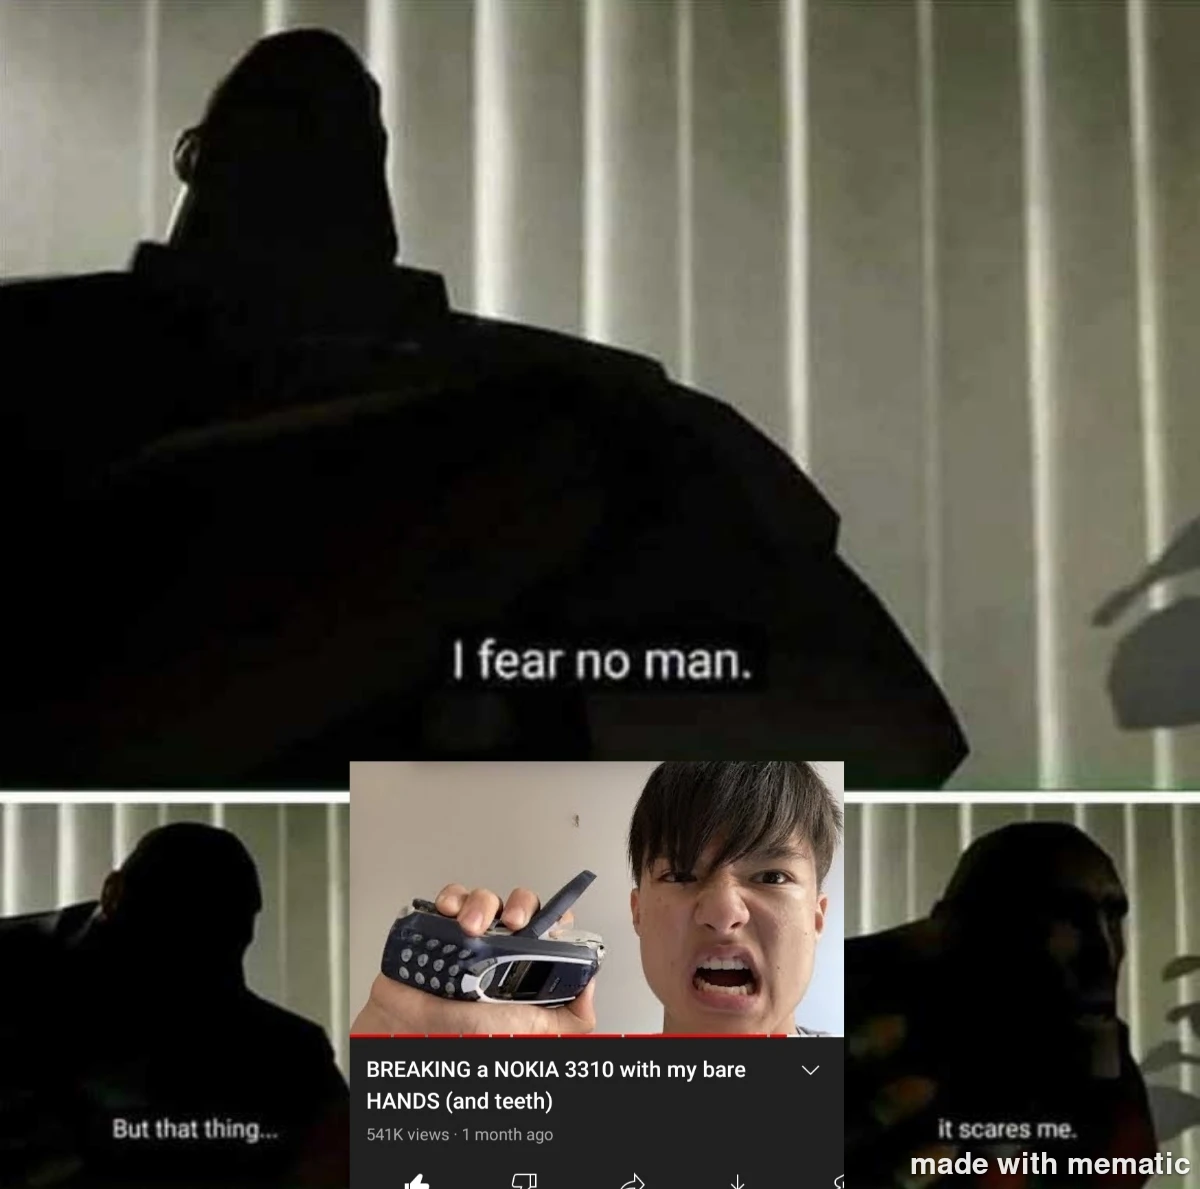 I fear no man.
BREAKING a NOKIA 3310 with my bare
HANDS (and teeth)
541K views · 1 month ago
But that thing...
it scares me.
made with mematic